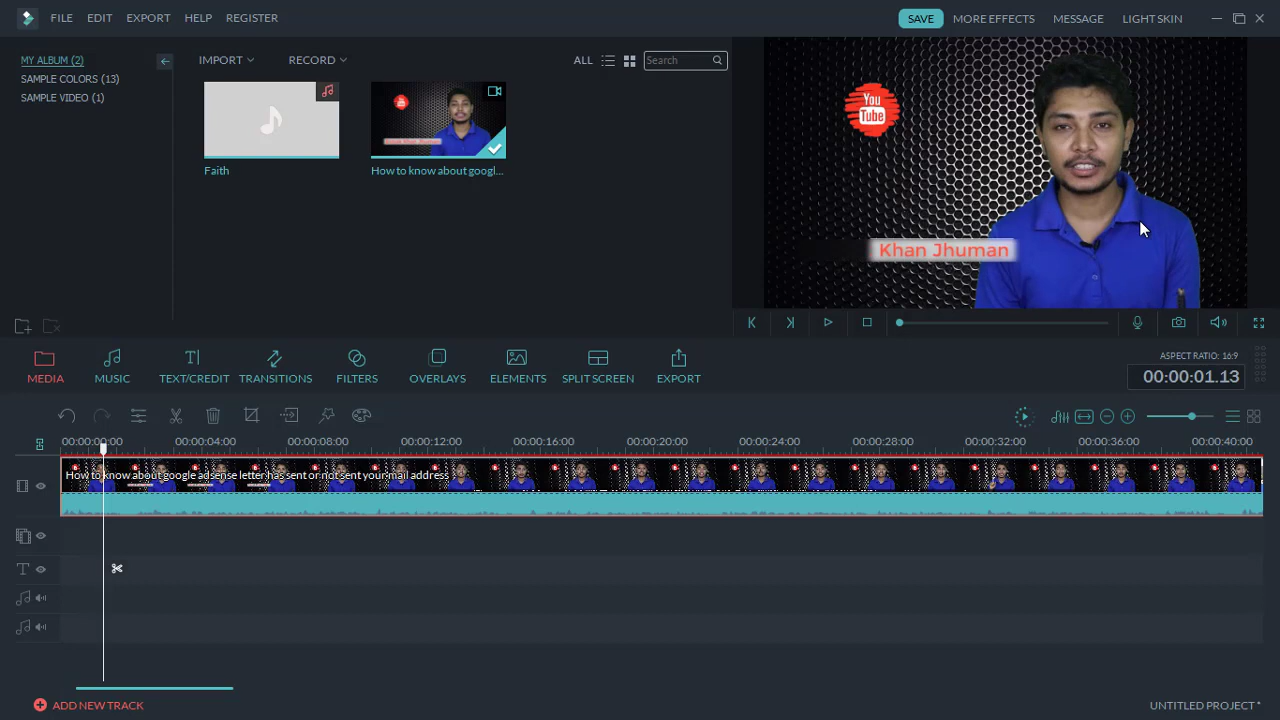 FILE EDIT EXPORT HELP REGISTER SAVE MORE EFFECTS MESSAGE LIGHT SKIN
MY ALBUM (2)
SAMPLE COLORS (13)
SAMPLE VIDEO (1)
IMPORT RECORD ALL Search
Faith How to know about googl...
You
Tube
Khan Jhuman
MEDIA MUSIC TEXT/CREDIT TRANSITIONS FILTERS OVERLAYS ELEMENTS SPLIT SCREEN EXPORT
ASPECT RATIO: 16:9
00:00:01.13
00:00:00:00 00:00:04:00 00:00:08:00 00:00:12:00 00:00:16:00 00:00:20:00 00:00:24:00 00:00:28:00 00:00:32:00 00:00:36:00 00:00:40:00
How to know about google adsense letter has sent or not sent your mail address
T
ADD NEW TRACK UNTITLED PROJECT *